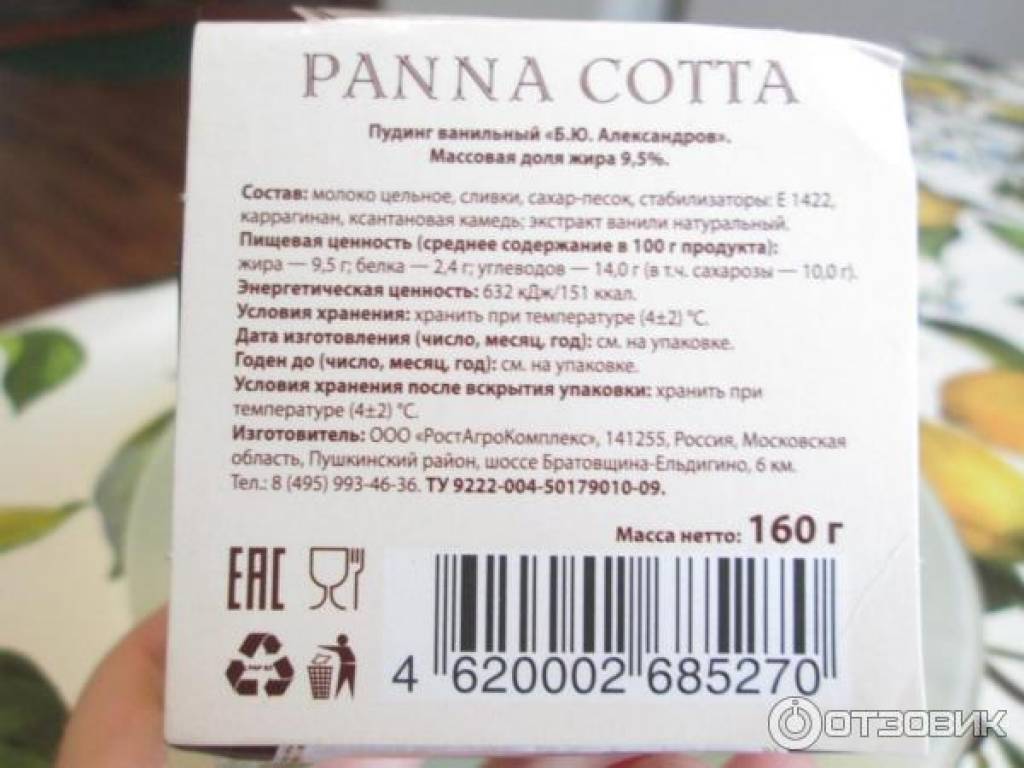 PANNA COTTA
Пудинг ванильный «Б.Ю. Александров».
Массовая доля жира 9,5%.
Состав: молоко цельное, сливки, сахар-песок, стабилизаторы: Е 1422,
каррагинан, ксантановая камедь; экстракт ванили натуральный.
Пищевая ценность (среднее содержание в 100 г продукта):
жира — 9,5 г; белка — 2,4 г; углеводов — 14,0 г (в т.ч. сахарозы — 10,0 г).
Энергетическая ценность: 632 кДж/151 ккал.
Условия хранения: хранить при температуре (4±2) °С.
Дата изготовления (число, месяц, год): см. на упаковке.
Годен до (число, месяц, год): см. на упаковке.
Условия хранения после вскрытия упаковки: хранить при
температуре (4±2) °С.
Изготовитель: ООО «РостАгроКомплекс», 141255, Россия, Московская
область, Пушкинский район, шоссе Братовщина-Ельдигино, 6 км.
Тел.: 8 (495) 993-46-36. ТУ 9222-004-50179010-09.
Масса нетто: 160 г
EAC
4 620002 685270
ОТЗОВИК